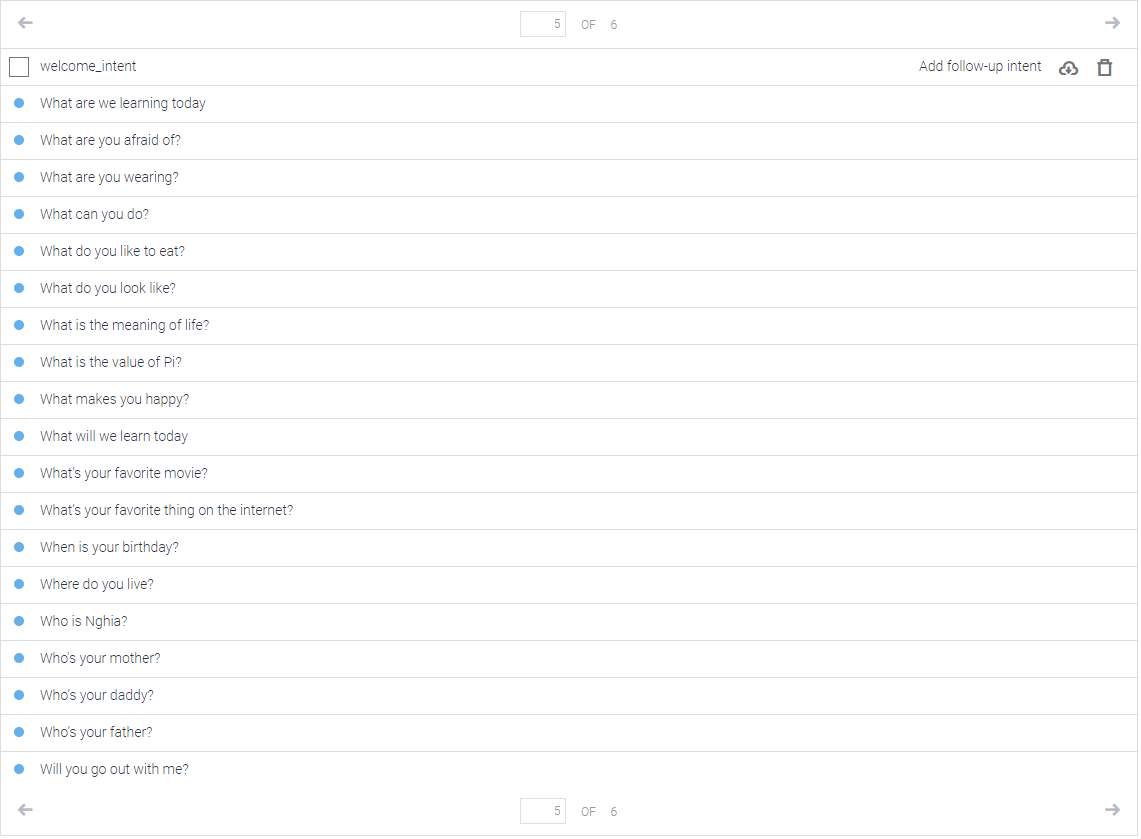 5 OF 6
welcome_intent Add follow-up intent
What are we learning today
What are you afraid of?
What are you wearing?
What can you do?
What do you like to eat?
What do you look like?
What is the meaning of life?
What is the value of Pi?
What makes you happy?
What will we learn today
What's your favorite movie?
What's your favorite thing on the internet?
When is your birthday?
Where do you live?
Who is Nghia?
Who's your mother?
Who's your daddy?
Who's your father?
Will you go out with me?
5 OF 6